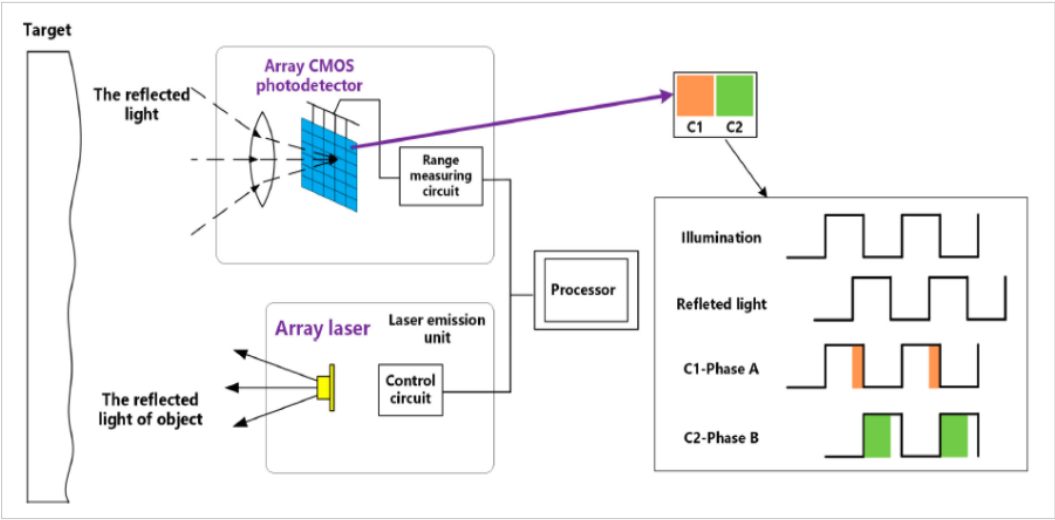 Target
The reflected
light
Array CMOS
photodetector
Range
measuring
circuit
C1 C2
Processor
Illumination
Refleted light
C1-Phase A
C2-Phase B
Array laser
Laser emission
unit
Control
circuit
The reflected
light of object